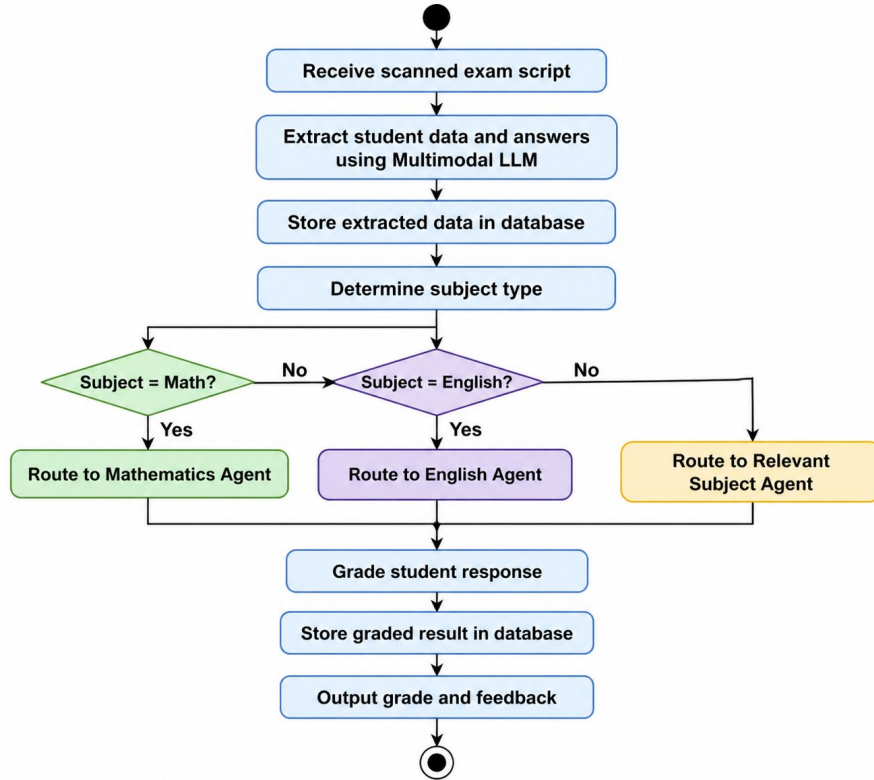 Receive scanned exam script
Extract student data and answers
using Multimodal LLM
Store extracted data in database
Determine subject type
Subject = Math?
No
Subject = English?
No
Yes
Yes
Route to Mathematics Agent
Route to English Agent
Route to Relevant
Subject Agent
Grade student response
Store graded result in database
Output grade and feedback